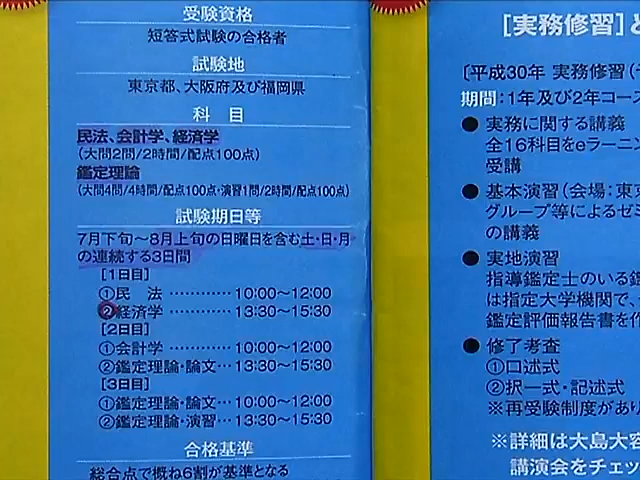 受験資格
短答式試験の合格者
試験地
東京都、大阪府及び福岡県
科 目
民法、会計学、経済学
(大問2問/2時間/配点100点)
鑑定理論
(大問4問/4時間/配点100点・演習1問/2時間/配点100点)
試験期日等
7月下旬～8月上旬の日曜日を含む土・日・月
の連続する3日間
[1日目]
①民 法 ………… 10:00～12:00
②経済学 ………… 13:30～15:30
[2日目]
①会計学 ………… 10:00～12:00
②鑑定理論・論文… 13:30～15:30
[3日目]
①鑑定理論・論文… 10:00～12:00
②鑑定理論・演習… 13:30～15:30
合格基準
総合点で概ね6割が基準となる
[実務修習]と
〔平成30年 実務修習(
期間:1年及び2年コース
● 実務に関する講義
全16科目をeラーニン
受講
● 基本演習(会場:東京
グループ等によるゼミ
の講義
● 実地演習
指導鑑定士のいる鑑
は指定大学機関で、
鑑定評価報告書を作
● 修了考査
①口述式
②択一式・記述式
※再受験制度があり
※詳細は大島大容
講演会をチェッ